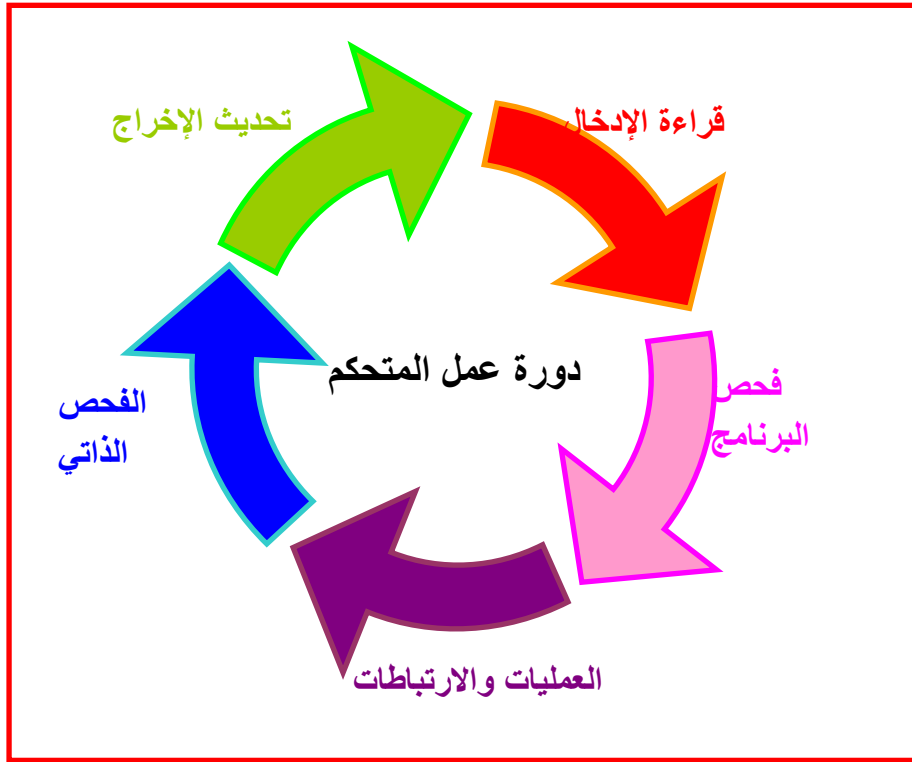 تحديث الإخراج
قراءة الإدخال
دورة عمل المتحكم
فحص
البرنامج
الفحص
الذاتي
العمليات والارتباطات